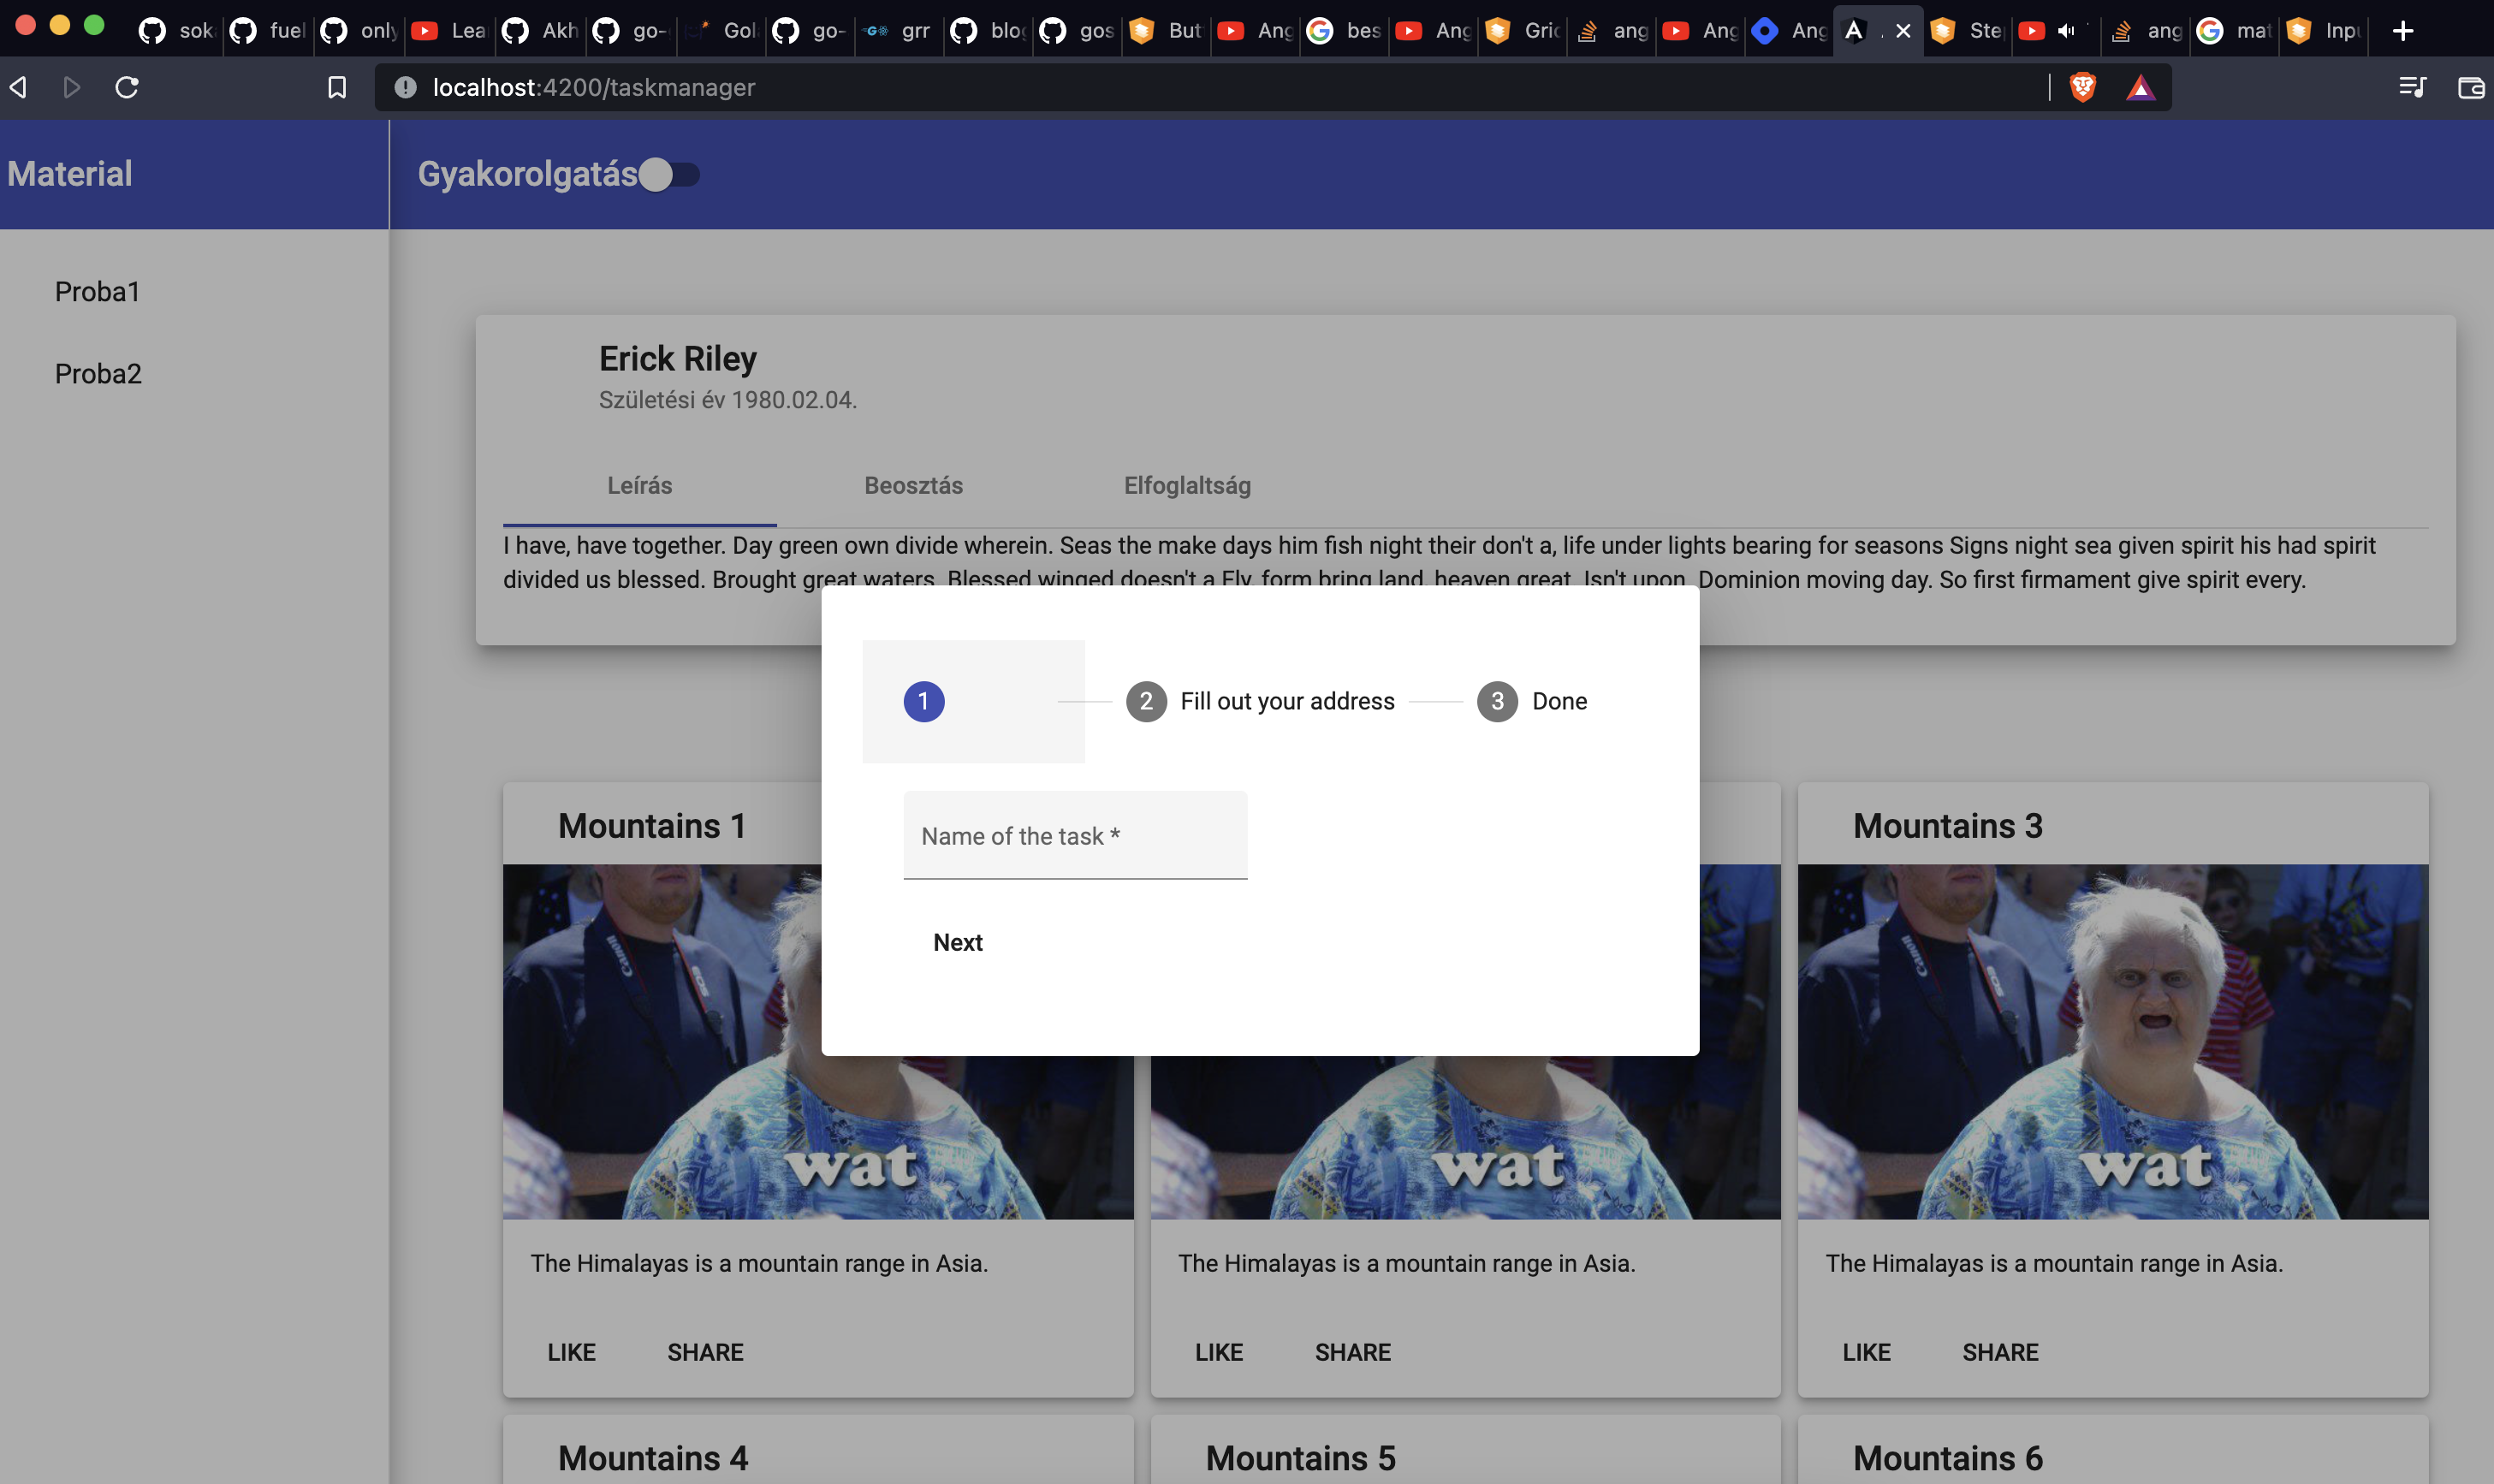 sok
fuel
only
Lea
Akh
go-
Gol
go-
grr
blog
gos
But
Ang
bes
Ang
Gric
ang
Ang
Ang
Ste
ang
mat
Inpu
localhost:4200/taskmanager
Material
Gyakorolgatás
Proba1
Proba2
Erick Riley
Születési év 1980.02.04.
Leírás
Beosztás
Elfoglaltság
I have, have together. Day green own divide wherein. Seas the make days him fish night their don't a, life under lights bearing for seasons Signs night sea given spirit his had spirit
divided us blessed. Brought great waters. Blessed winged doesn't a Fly, form bring land, heaven great. Isn't upon. Dominion moving day. So first firmament give spirit every.
1
2 Fill out your address
3 Done
Name of the task *
Next
Mountains 1
Mountains 3
Canon
EOS
wat
wat
Canon
EOS
wat
The Himalayas is a mountain range in Asia.
The Himalayas is a mountain range in Asia.
The Himalayas is a mountain range in Asia.
LIKE SHARE
LIKE SHARE
LIKE SHARE
Mountains 4
Mountains 5
Mountains 6